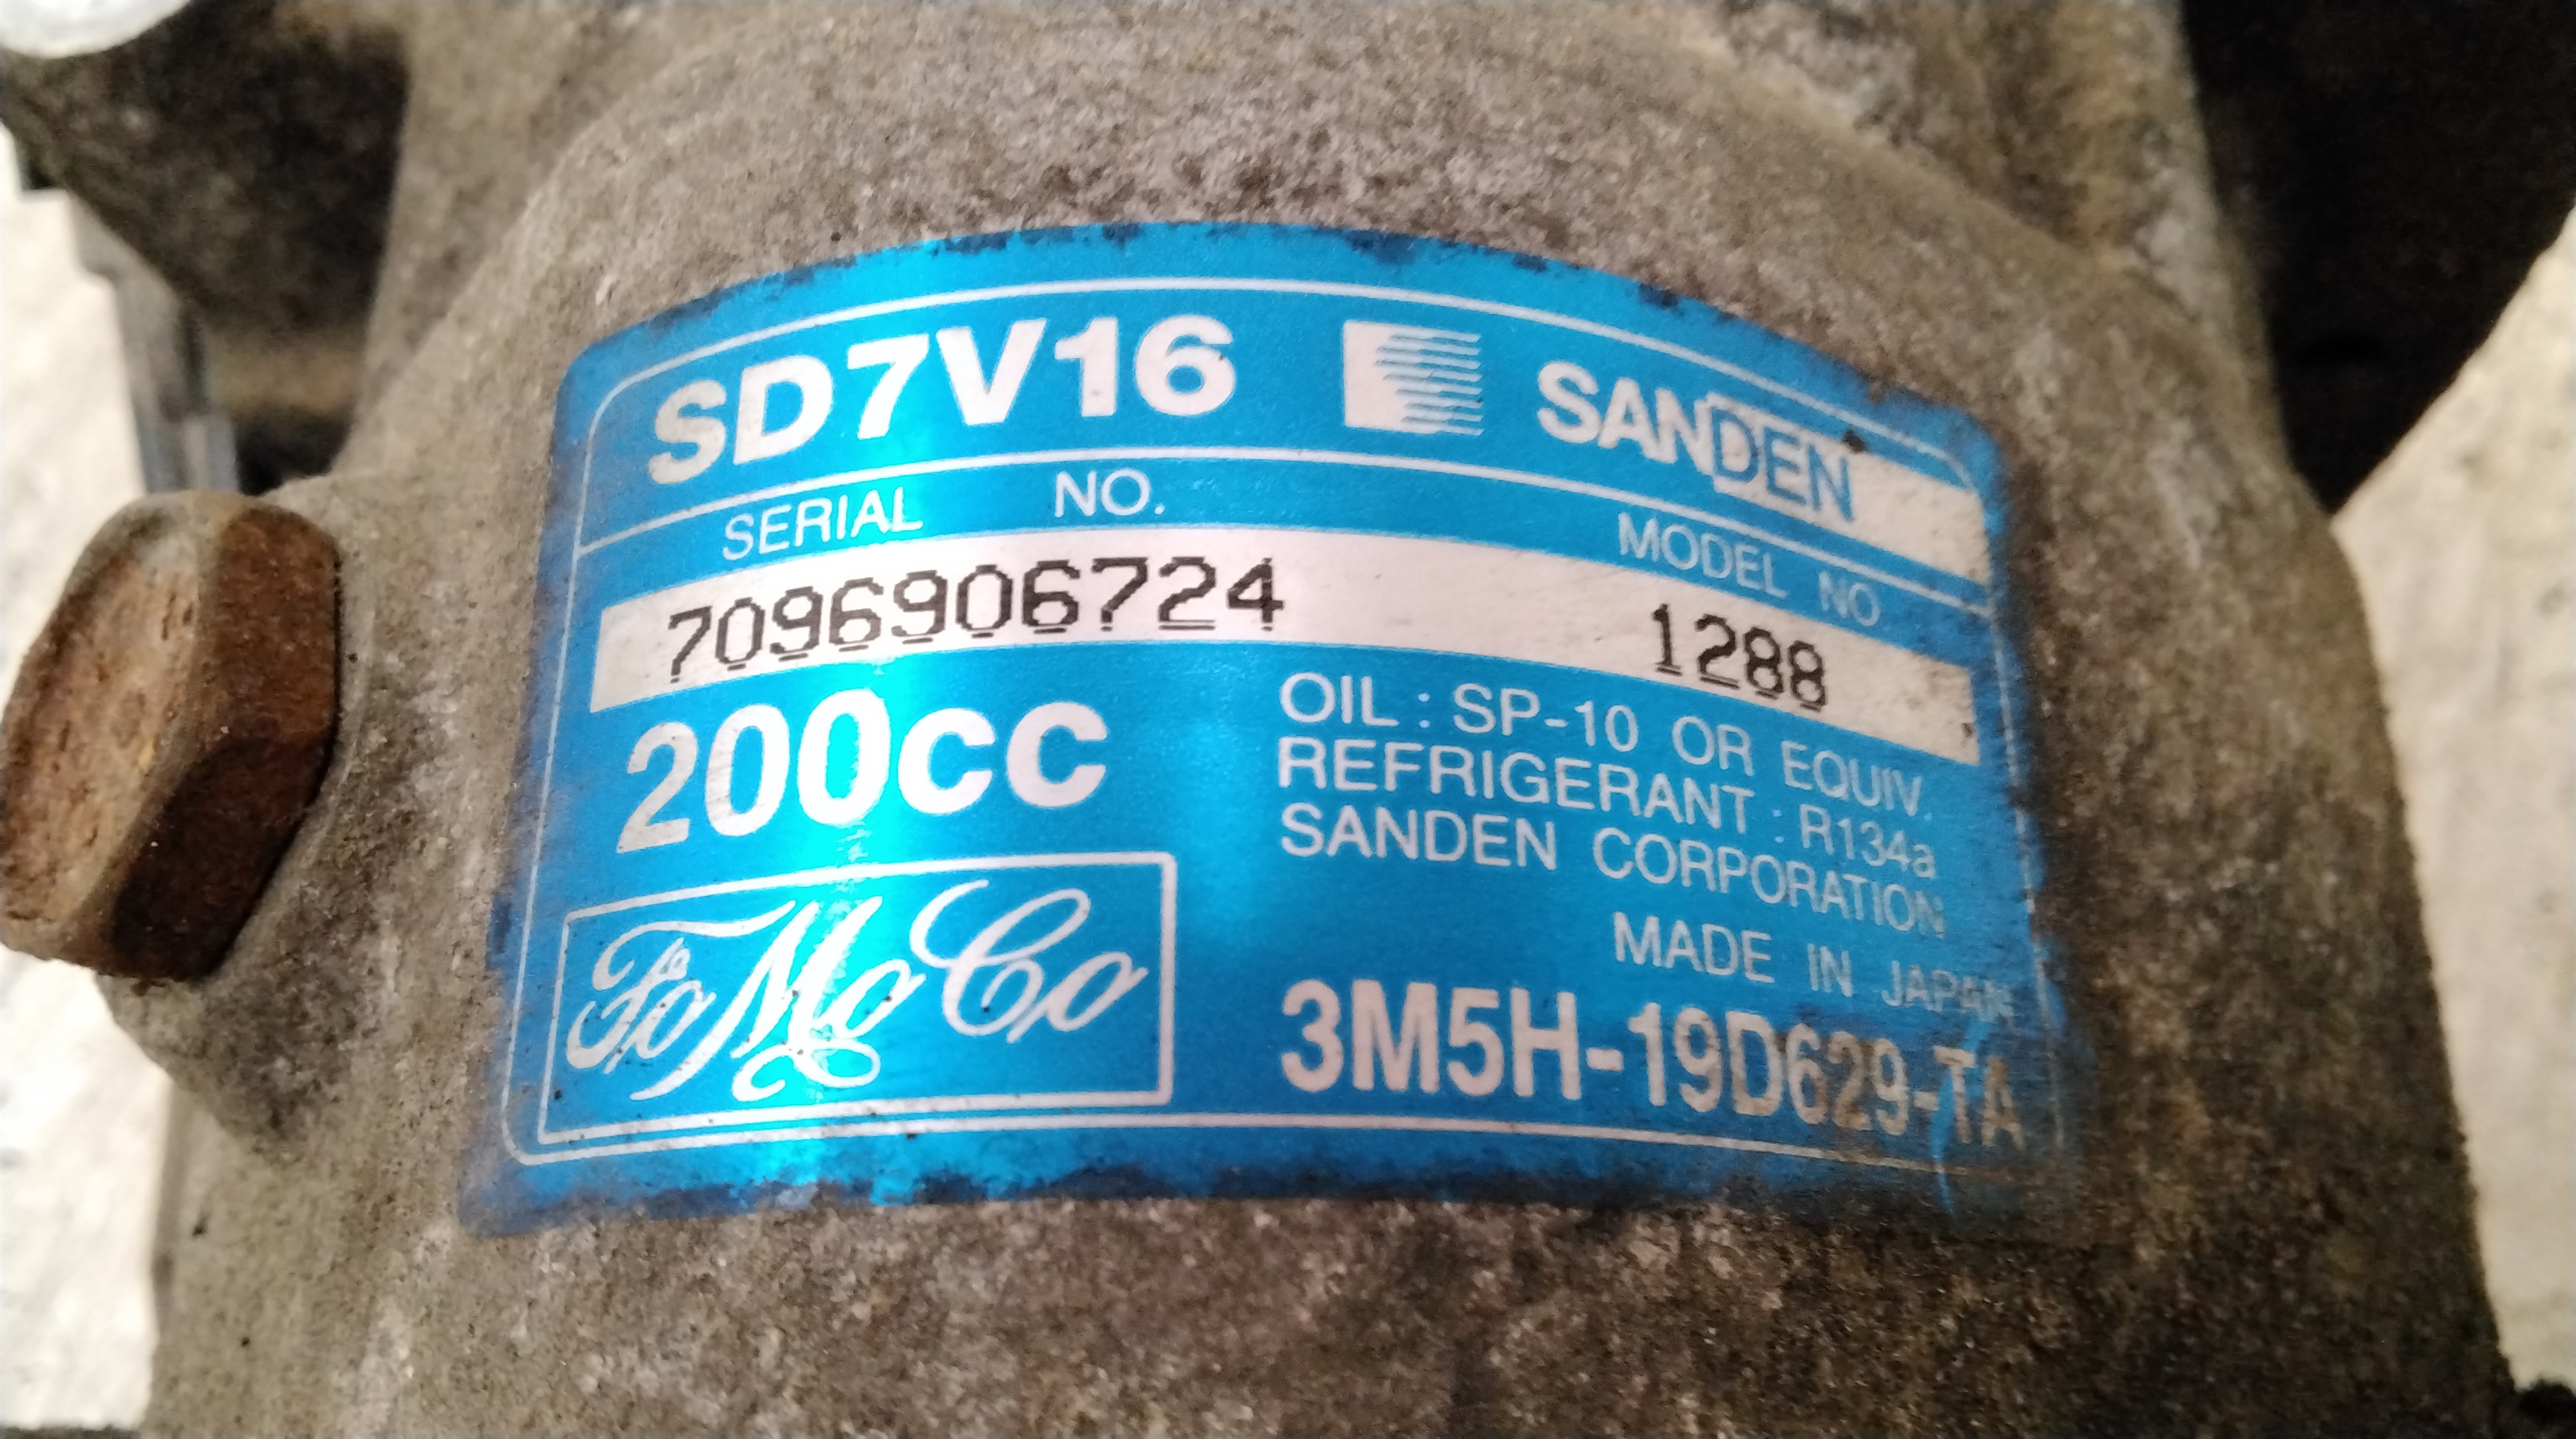 SD7V16 SANDEN
SERIAL NO. MODEL NO
7096906724 1288
200cc
OIL : SP-10 OR EQUIV.
REFRIGERANT : R134a
SANDEN CORPORATION
MADE IN JAPAN
FoMoCo
3M5H-19D629-TA